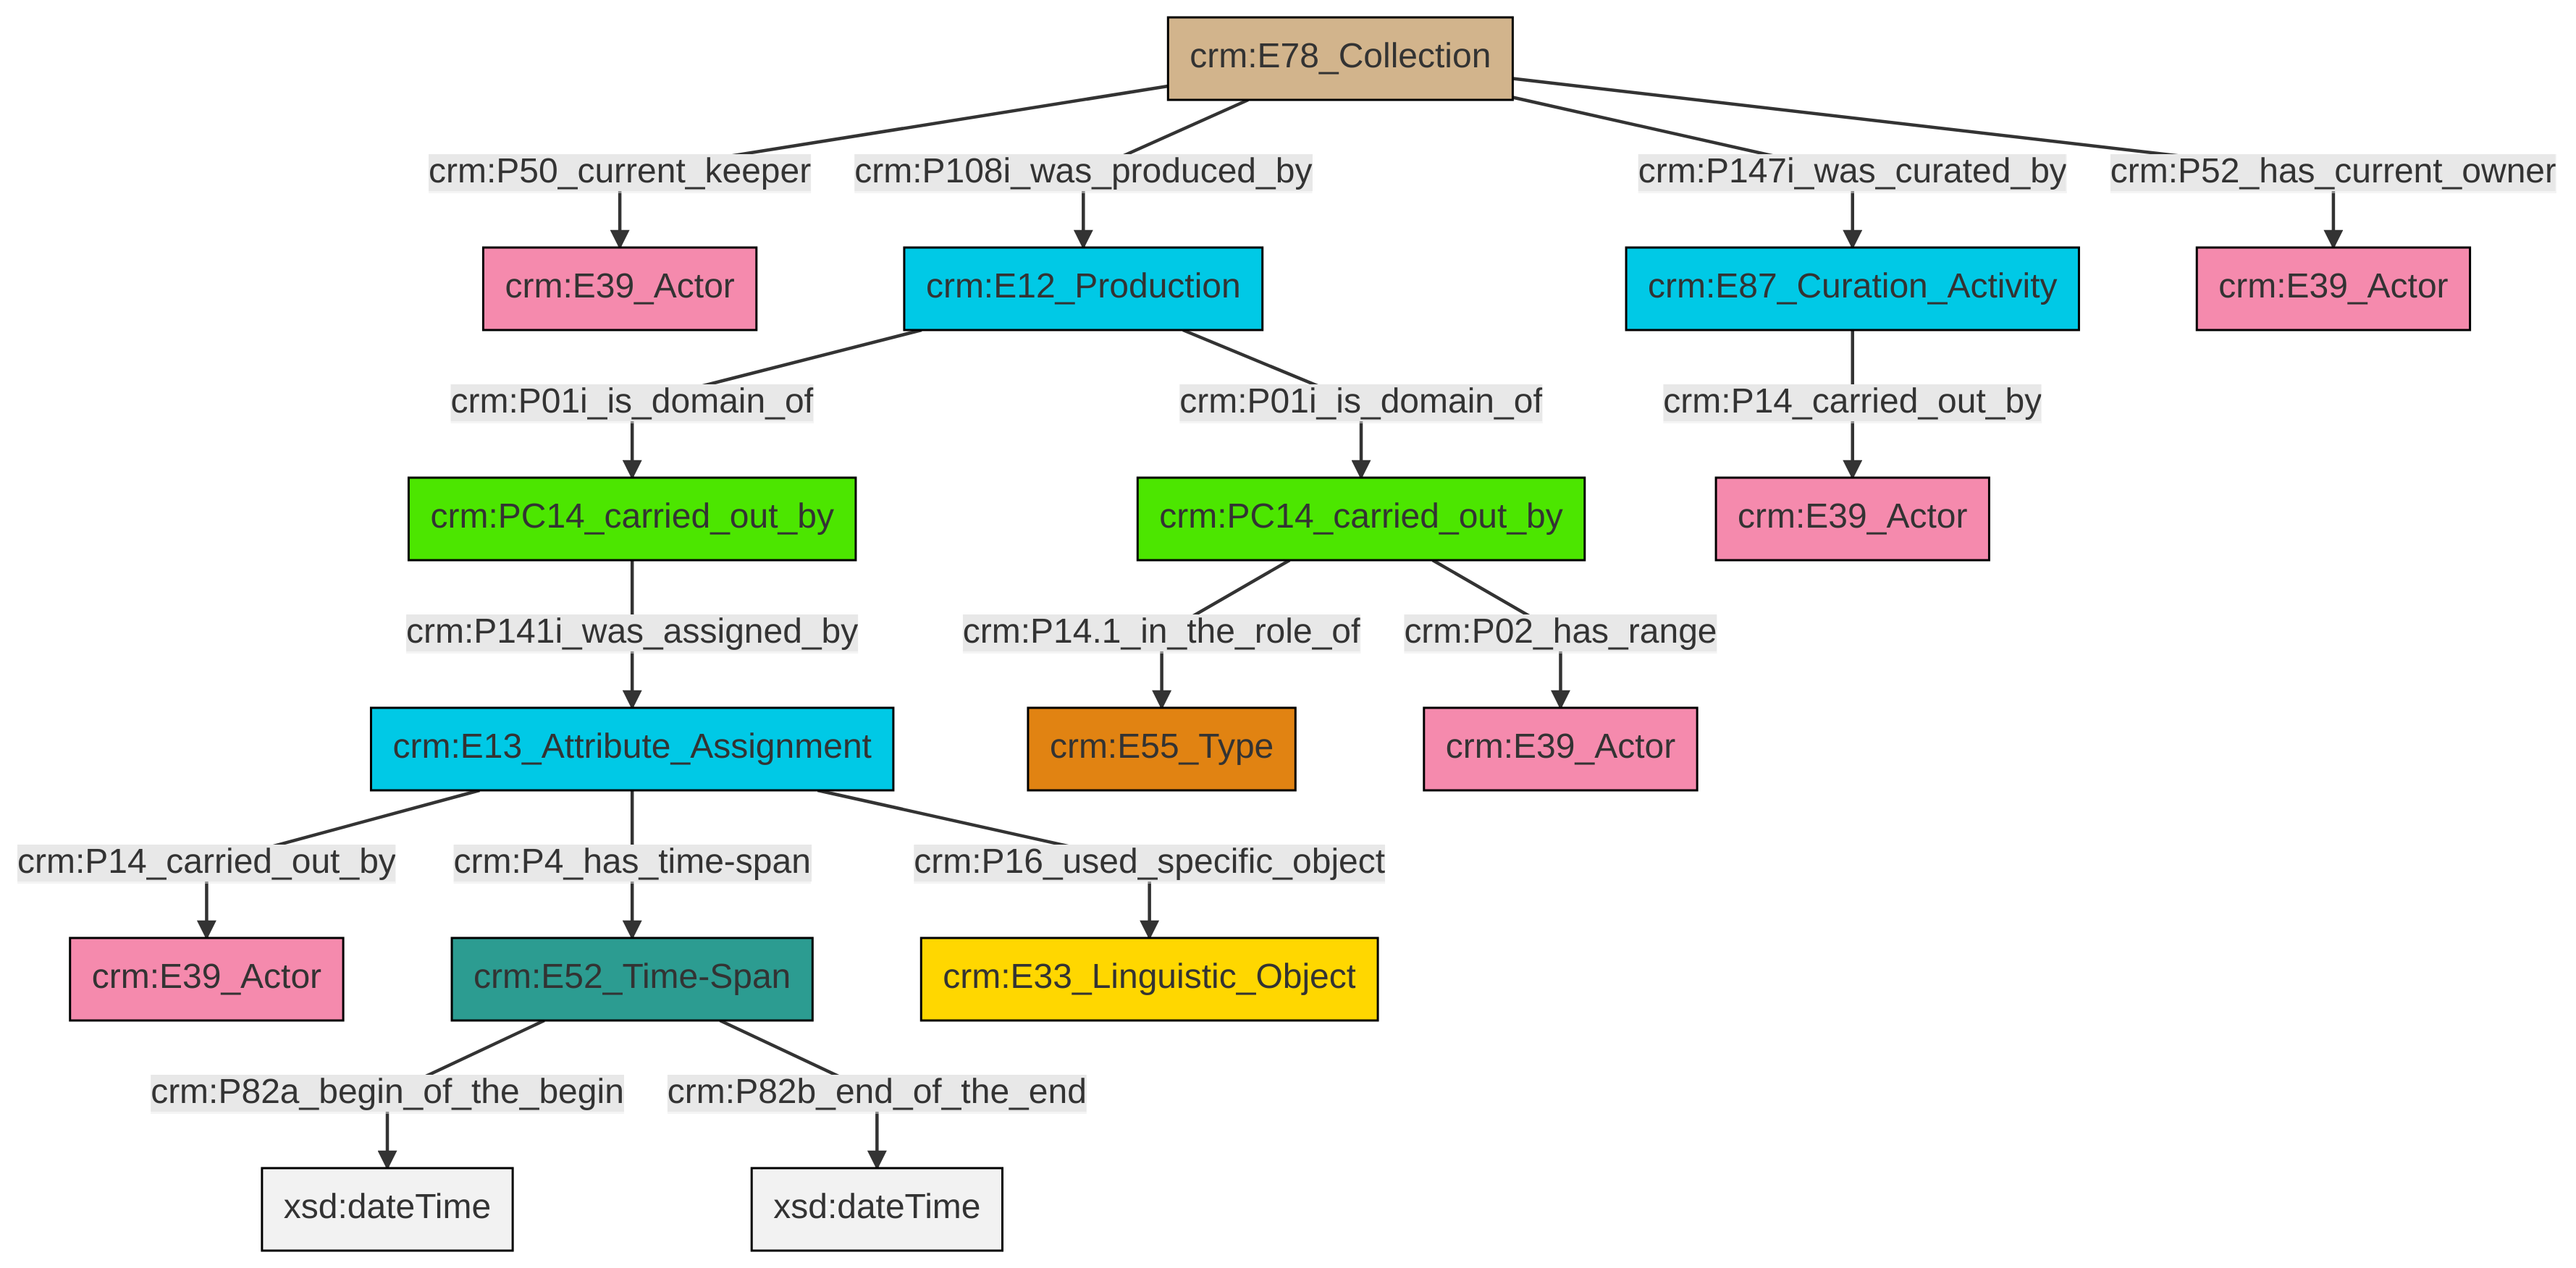 crm:E78_Collection
crm:P50_current_keeper
crm:P108i_was_produced_by
crm:P147i_was_curated_by
crm:P52_has_current_owner
crm:E39_Actor
crm:E12_Production
crm:E87_Curation_Activity
crm:E39_Actor
crm:P01i_is_domain_of
crm:P01i_is_domain_of
crm:P14_carried_out_by
crm:PC14_carried_out_by
crm:PC14_carried_out_by
crm:E39_Actor
crm:P141i_was_assigned_by
crm:P14.1_in_the_role_of
crm:P02_has_range
crm:E13_Attribute_Assignment
crm:E55_Type
crm:E39_Actor
crm:P14_carried_out_by
crm:P4_has_time-span
crm:P16_used_specific_object
crm:E39_Actor
crm:E52_Time-Span
crm:E33_Linguistic_Object
crm:P82a_begin_of_the_begin
crm:P82b_end_of_the_end
xsd:dateTime
xsd:dateTime